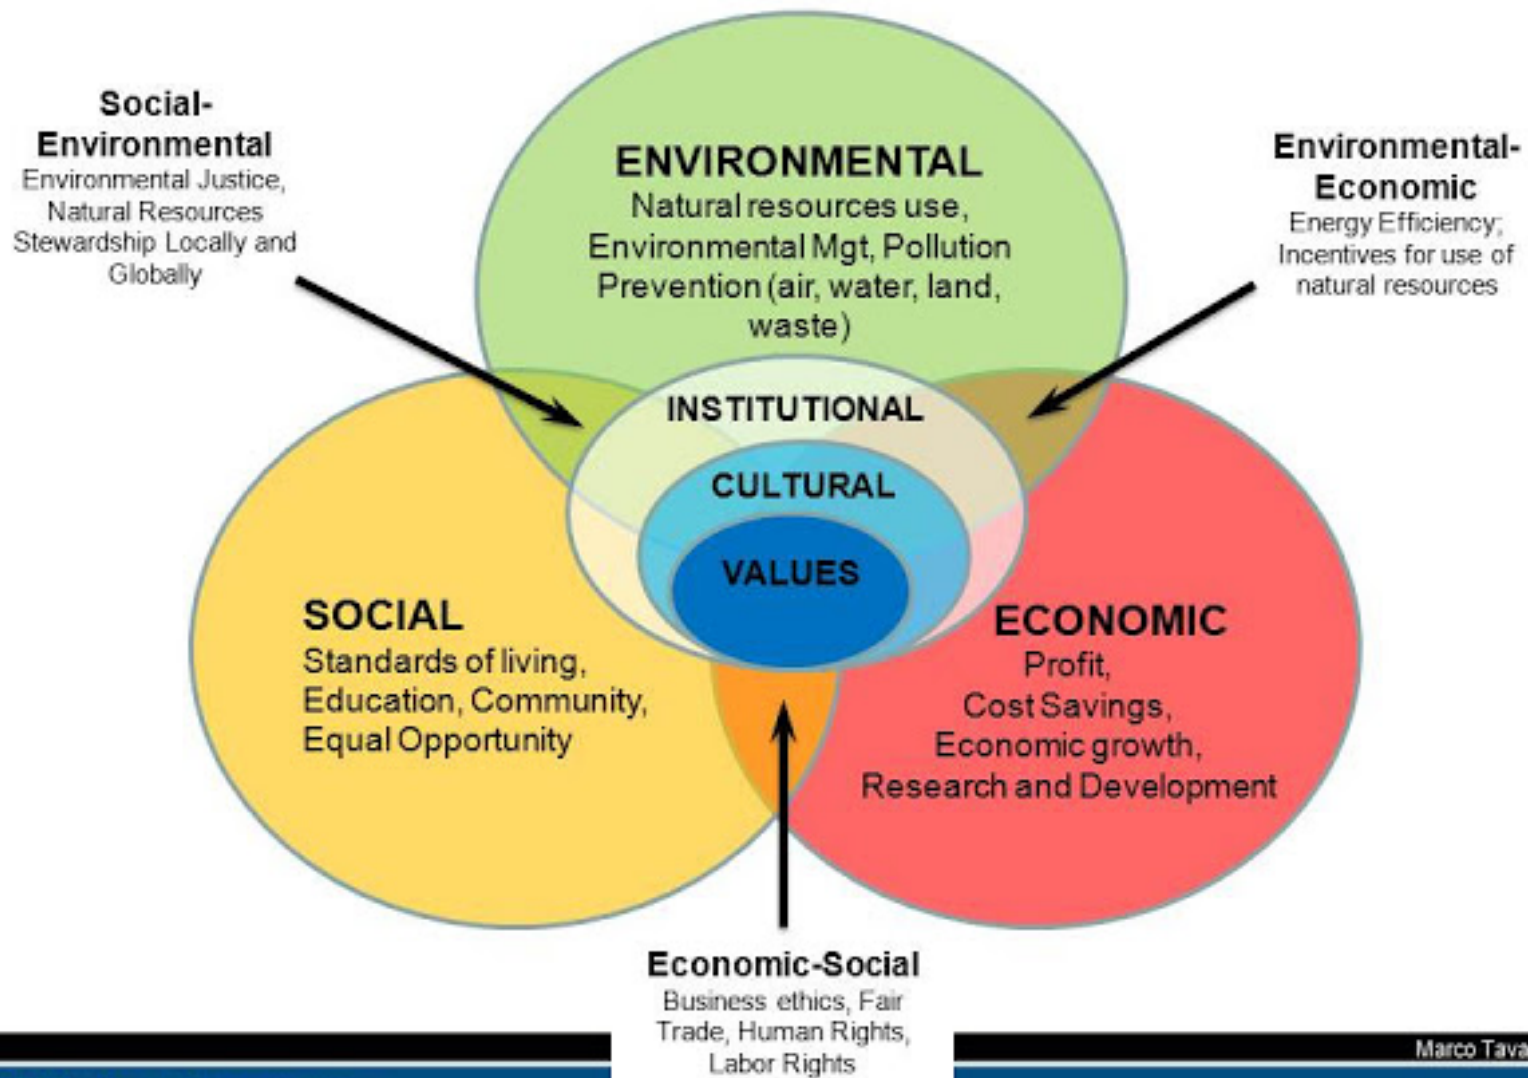 Social-
Environmental
Environmental Justice,
Natural Resources
Stewardship Locally and
Globally
ENVIRONMENTAL
Natural resources use,
Environmental Mgt, Pollution
Prevention (air, water, land,
waste)
Environmental-
Economic
Energy Efficiency;
Incentives for use of
natural resources
INSTITUTIONAL
CULTURAL
VALUES
SOCIAL
Standards of living,
Education, Community,
Equal Opportunity
ECONOMIC
Profit,
Cost Savings,
Economic growth,
Research and Development
Economic-Social
Business ethics, Fair
Trade, Human Rights,
Labor Rights
Marco Tava